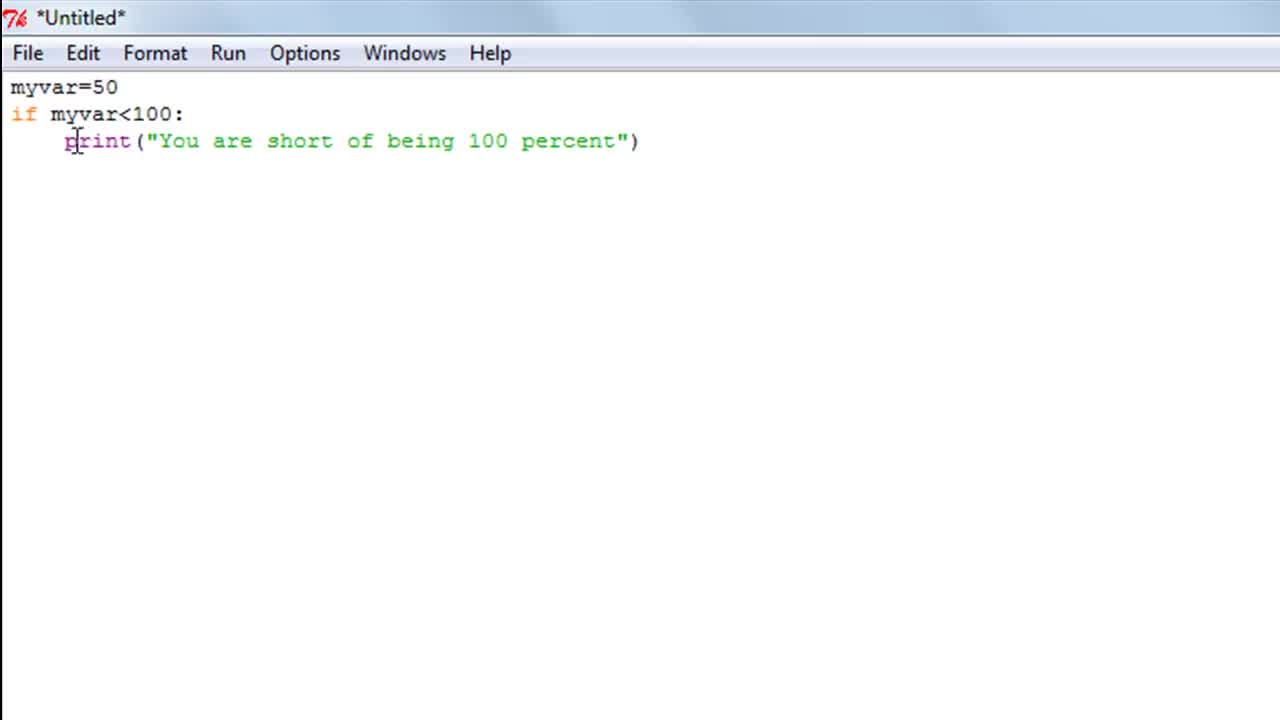 *Untitled*
File Edit Format Run Options Windows Help
myvar=50
if myvar<100:
    print("You are short of being 100 percent")